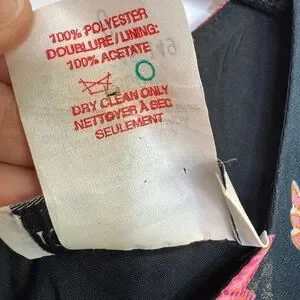 100% POLYESTER
DOUBLURE/LINING:
100% ACETATE
DRY CLEAN ONLY
NETTOYER À SEC
SEULEMENT